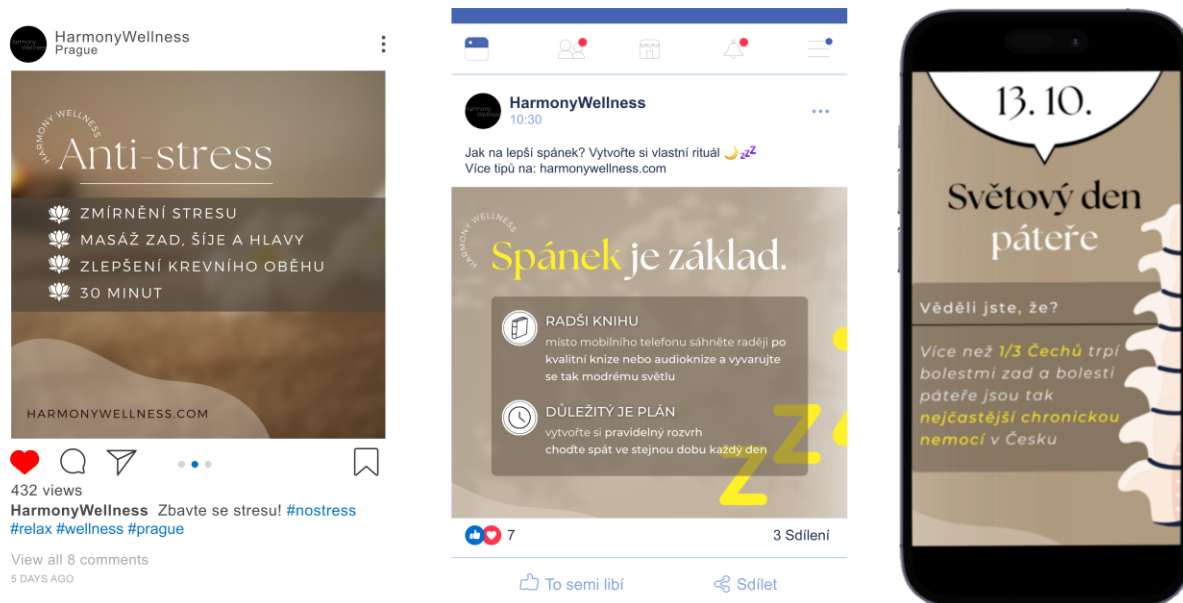 HarmonyWellness
Prague
HARMONY WELLNESS
Anti-stress
ZMÍRNĚNÍ STRESU
MASÁŽ ZAD, ŠÍJE A HLAVY
ZLEPŠENÍ KREVNÍHO OBĚHU
30 MINUT
HARMONYWELLNESS.COM
432 views
HarmonyWellness Zbavte se stresu! #nostress
#relax #wellness #prague
View all 8 comments
5 DAYS AGO
HarmonyWellness
10:30
Jak na lepší spánek? Vytvořte si vlastní rituál 🌙 💤
Více tipů na: harmonywellness.com
HARMONY WELLNESS
Spánek je základ.
RADŠI KNIHU
místo mobilního telefonu sáhněte raději po
kvalitní knize nebo audioknize a vyvarujte
se tak modrému světlu
DŮLEŽITÝ JE PLÁN
vytvořte si pravidelný rozvrh
choďte spát ve stejnou dobu každý den
zzz
7
3 Sdílení
To semi libí
Sdílet
13. 10.
Světový den
páteře
Věděli jste, že?
Více než 1/3 Čechů trpí
bolestmi zad a bolesti
páteře jsou tak
nejčastější chronickou
nemocí v Česku